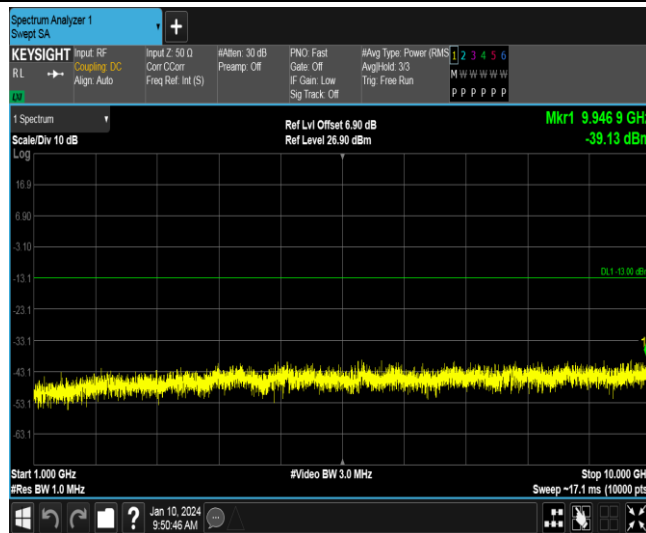 Spectrum Analyzer 1
Swept SA
+
KEYSIGHT Input: RF Input Z: 50 Ω #Atten: 30 dB PNO: Fast #Avg Type: Power (RMS 1 2 3 4 5 6
RL Coupling: DC Corr CCorr Preamp: Off Gate: Off Avg|Hold: 3/3 M W W W W W
Align: Auto Freq Ref: Int (S) IF Gain: Low Trig: Free Run P P P P P P
Sig Track: Off
1 Spectrum
Scale/Div 10 dB
Log
Ref Lvl Offset 6.90 dB
Ref Level 26.90 dBm
Mkr1 9.946 9 GHz
-39.13 dBm
16.9
6.90
-3.10
-13.1
DL1 -13.00 dBm
-23.1
-33.1
1
-43.1
-53.1
-63.1
Start 1.000 GHz #Video BW 3.0 MHz Stop 10.000 GHz
#Res BW 1.0 MHz Sweep ~17.1 ms (10000 pts)
? Jan 10, 2024
9:50:46 AM